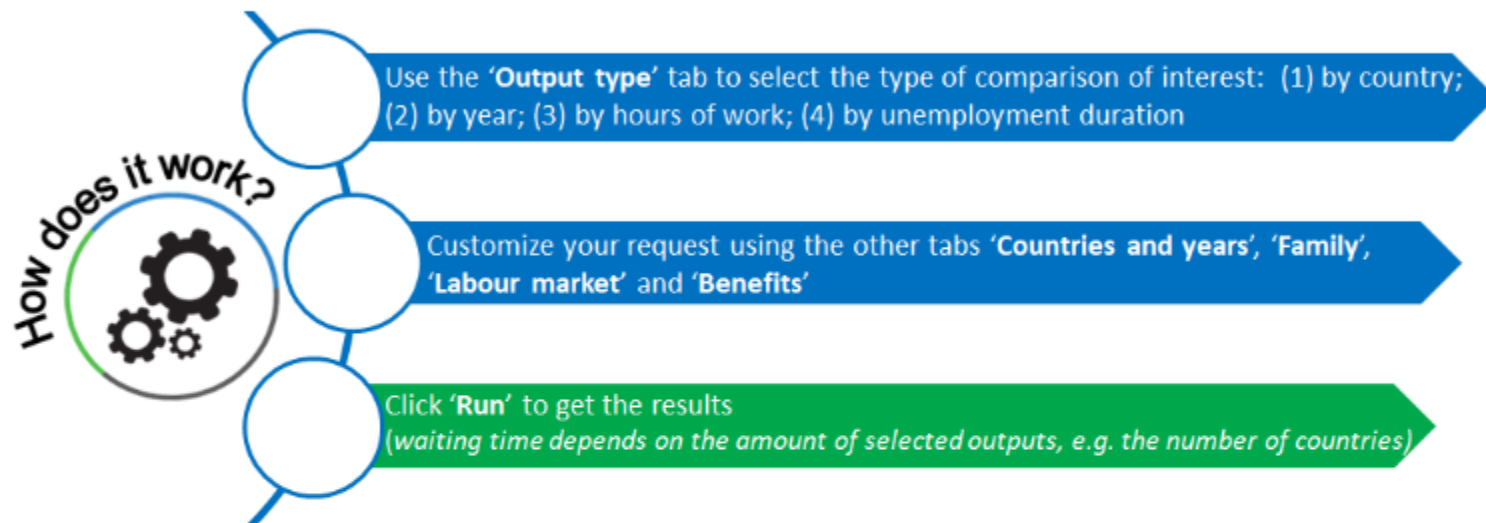 How does it work?
Use the ‘Output type’ tab to select the type of comparison of interest:  (1) by country;
(2) by year; (3) by hours of work; (4) by unemployment duration
Customize your request using the other tabs ‘Countries and years’, ‘Family’,
‘Labour market’ and ‘Benefits’
Click ‘Run’ to get the results
(waiting time depends on the amount of selected outputs, e.g. the number of countries)